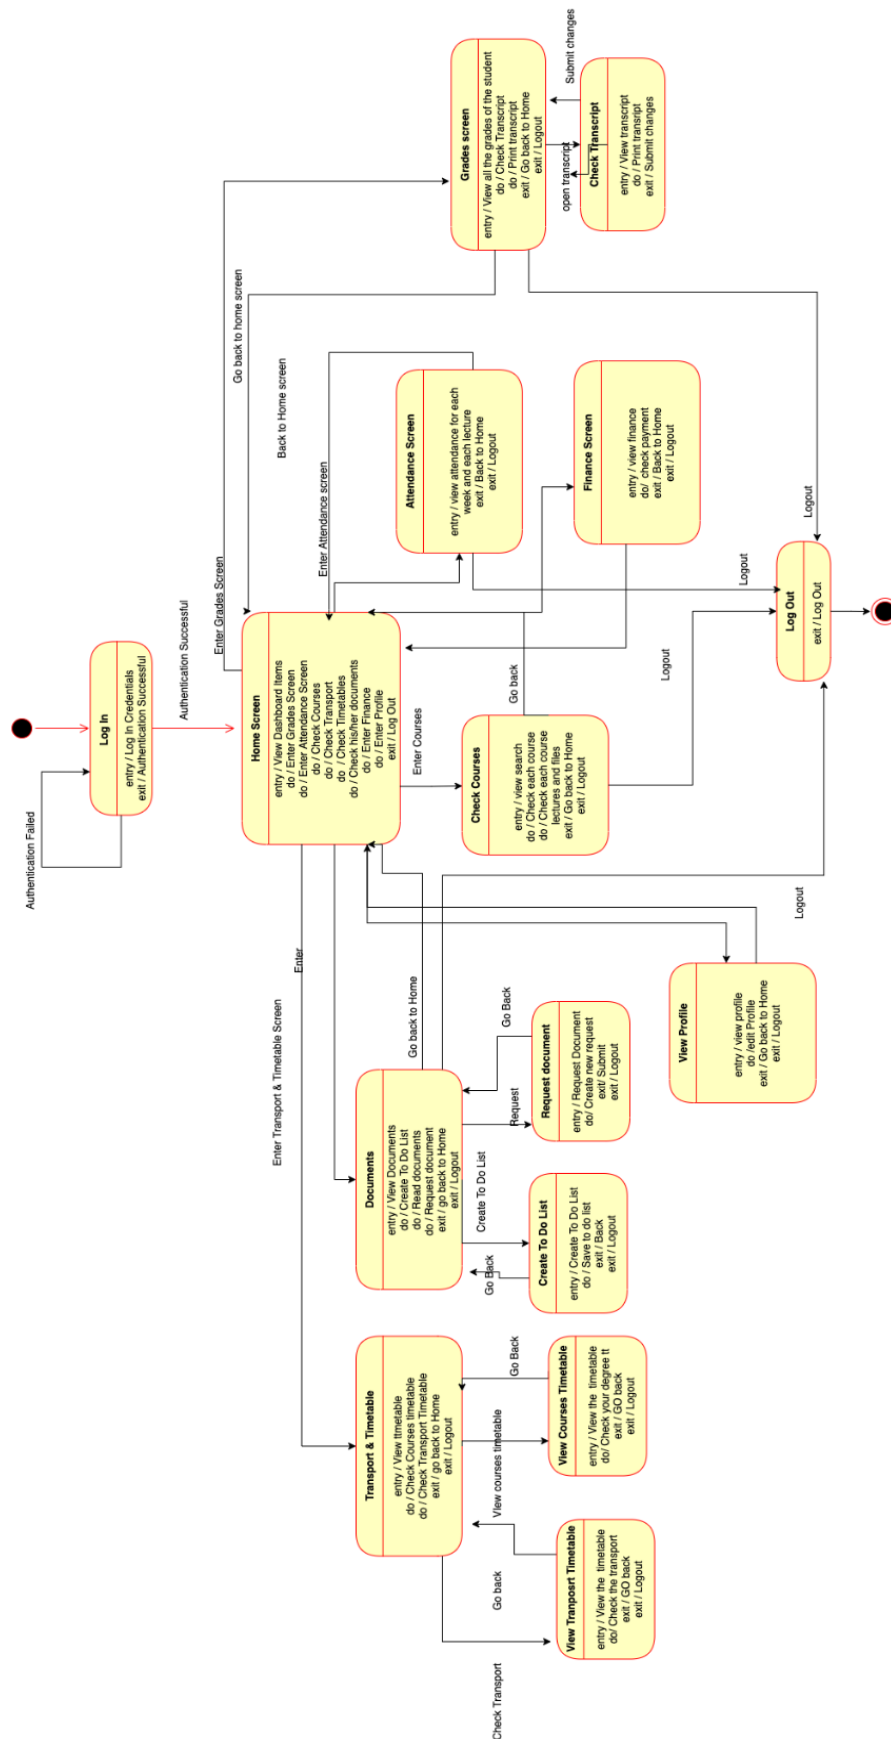 Authentication Failed
Log In
entry / Log In Credentials
exit / Authentication Successful
Authentication Successful
Enter Transport & Timetable Screen
Enter
Home Screen
entry / View Dashboard Items
do / Enter Grades Screen
do / Enter Attendance Screen
do / Check Courses
do / Check Transport
do / Check Timetables
do / Check his/her documents
do / Enter Finance
do / Enter Profile
exit / Log Out
Enter Grades Screen
Go back to home screen
Back to Home screen
Enter Attendance screen
Transport & Timetable
entry / View ttmetable
do / Check Courses timetable
do / Check Transport Timetable
exit / go back to Home
exit / Logout
Documents
entry / View Documents
do / Create To Do List
do / Read documents
do / Request document
exit / go back to Home
exit / Logout
Go back to Home
Enter Courses
Attendance Screen
entry / view attendance for each
week and each lecture
exit / Back to Home
exit / Logout
Grades screen
entry / View all the grades of the student
do / Check Transcript
do / Print transcript
exit / Go back to Home
exit / Logout
Check Transport
Go back
View courses timetable
Go Back
Go Back
Create To Do List
Request
Go Back
Check Courses
entry / view search
do / Check each course
do / Check each course
lectures and files
exit / Go back to Home
exit / Logout
Go back
open transcript
Submit changes
View Tranposrt Timetable
entry / View the timetable
do/ Check the transport
exit / GO back
exit / Logout
View Courses Timetable
entry / View the timetable
do/ Check your degree tt
exit / GO back
exit / Logout
Create To Do List
entry / Create To Do List
do / Save to do list
exit / Back
exit / Logout
Request document
entry / Request Document
do/ Create new request
exit/ Submit
exit / Logout
Finance Screen
entry / view finance
do/ check payment
exit / Back to Home
exit / Logout
Check Transcript
entry / View transcript
do / Print transript
exit / Submit changes
View Profile
entry / view profile
do /edit Profile
exit / Go back to Home
exit / Logout
Logout
Logout
Logout
Logout
Log Out
exit / Log Out